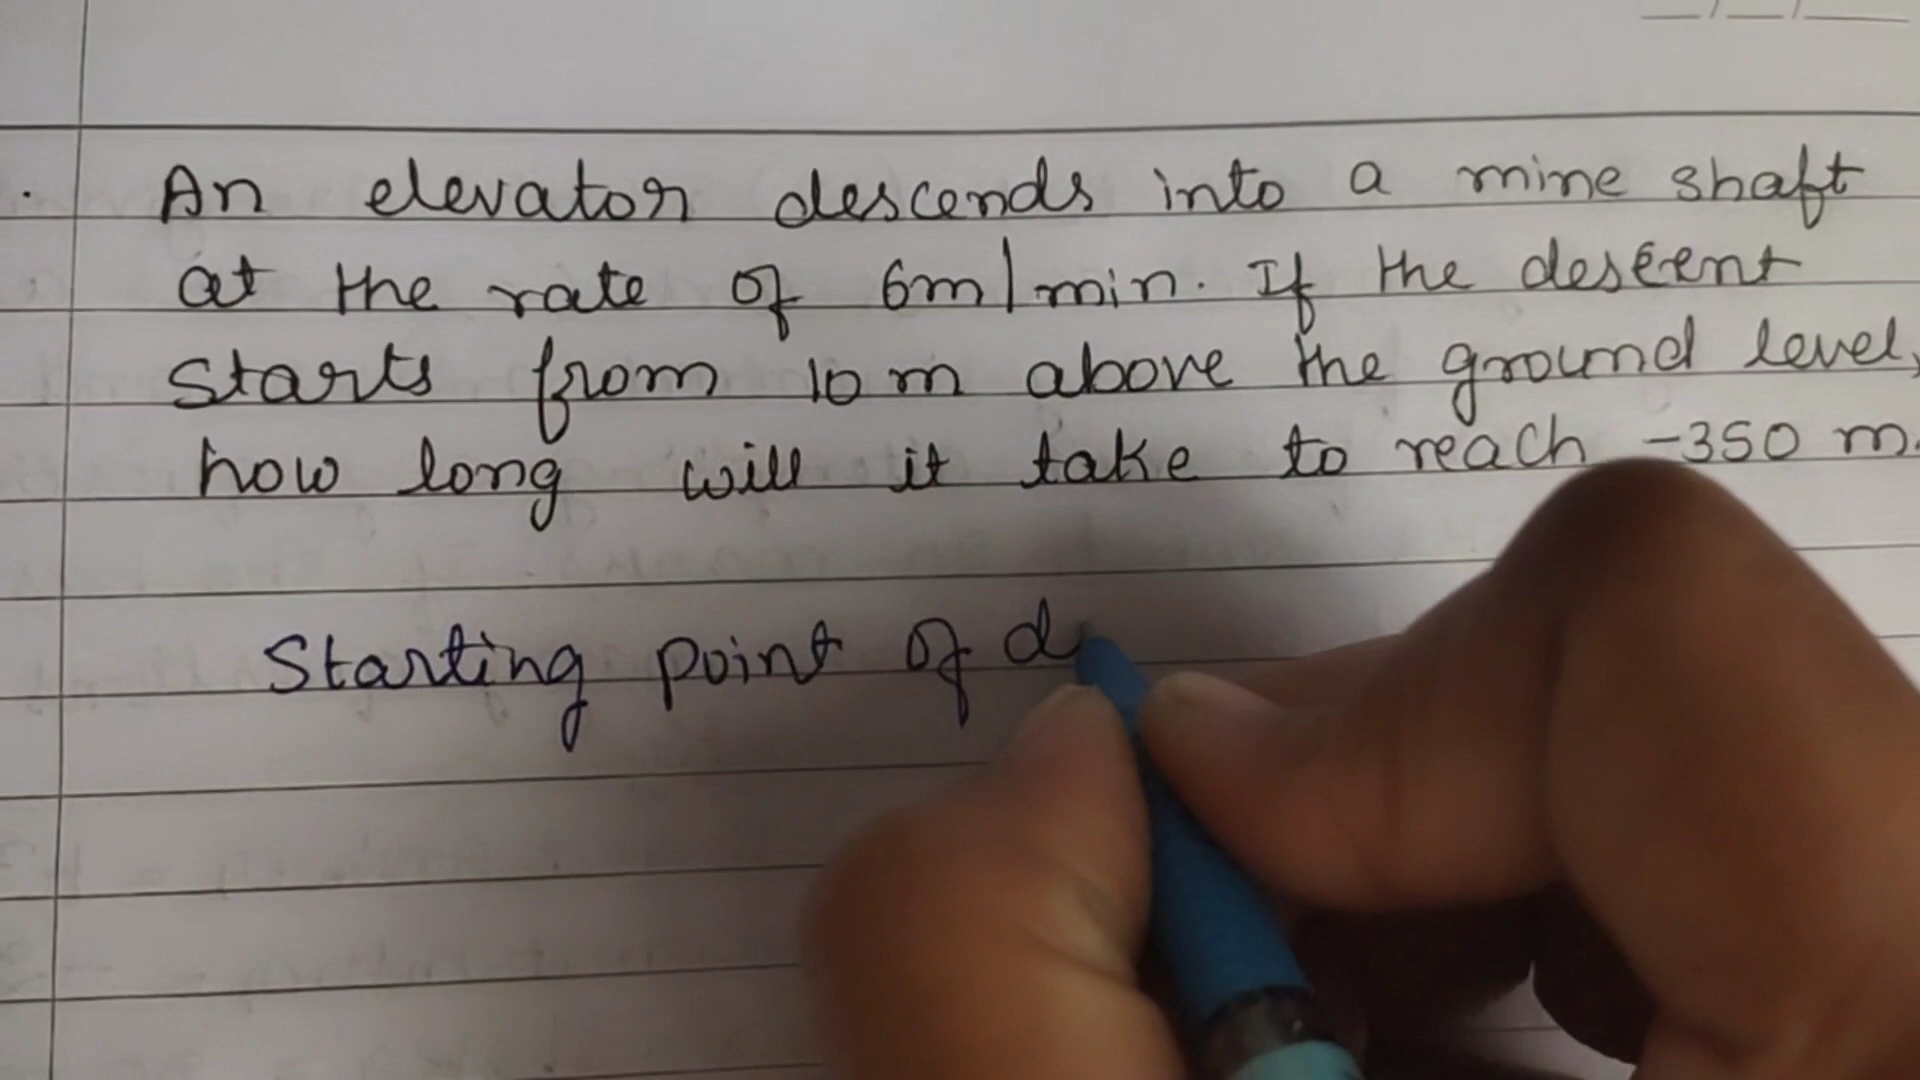 An elevator descends into a mine shaft
at the rate of 6m/min. If the descent
starts from 10 m above the ground level,
how long will it take to reach -350 m.
Starting point of d